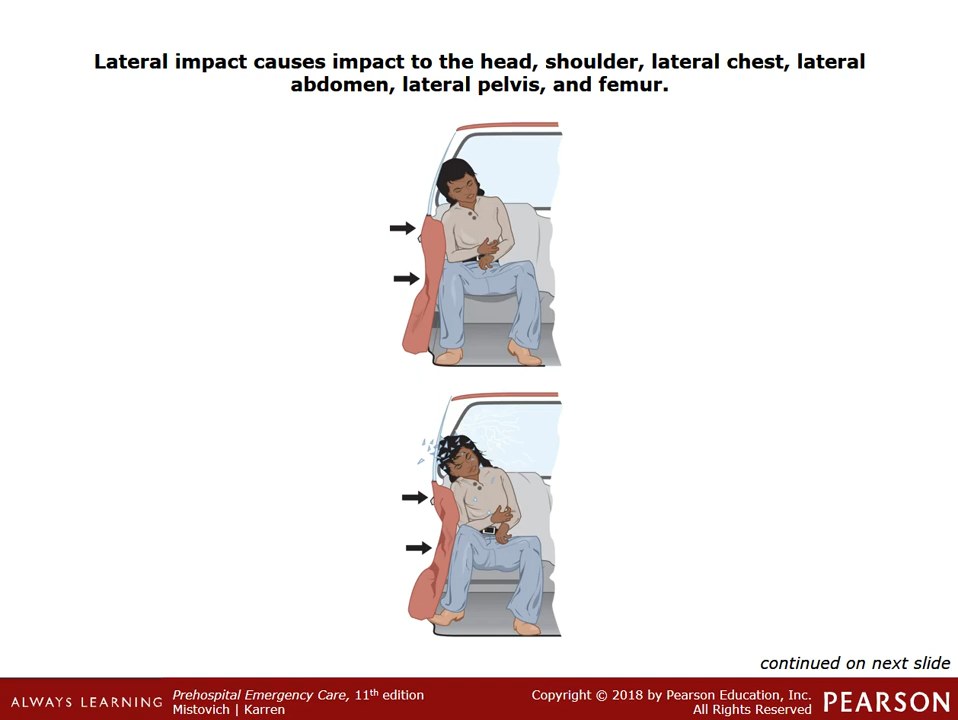 Lateral impact causes impact to the head, shoulder, lateral chest, lateral
abdomen, lateral pelvis, and femur.
continued on next slide
ALWAYS LEARNING
Prehospital Emergency Care, 11th edition
Mistovich | Karren
Copyright © 2018 by Pearson Education, Inc.
All Rights Reserved
PEARSON